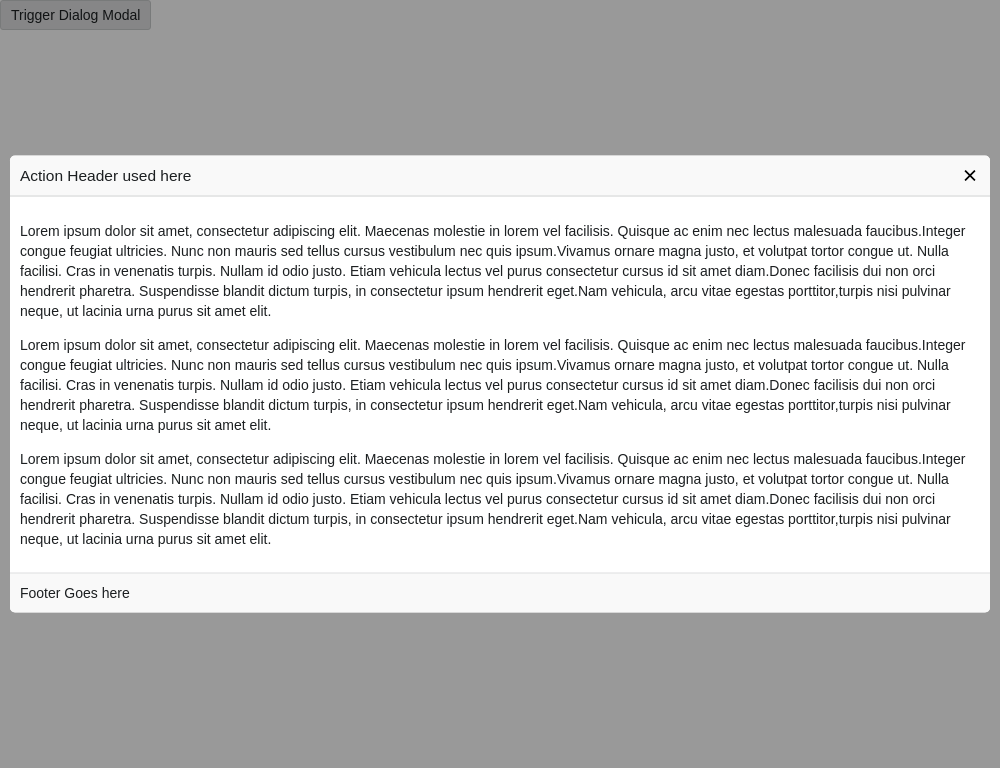 Trigger Dialog Modal
Action Header used here
Lorem ipsum dolor sit amet, consectetur adipiscing elit. Maecenas molestie in lorem vel facilisis. Quisque ac enim nec lectus malesuada faucibus.Integer
congue feugiat ultricies. Nunc non mauris sed tellus cursus vestibulum nec quis ipsum.Vivamus ornare magna justo, et volutpat tortor congue ut. Nulla
facilisi. Cras in venenatis turpis. Nullam id odio justo. Etiam vehicula lectus vel purus consectetur cursus id sit amet diam.Donec facilisis dui non orci
hendrerit pharetra. Suspendisse blandit dictum turpis, in consectetur ipsum hendrerit eget.Nam vehicula, arcu vitae egestas porttitor,turpis nisi pulvinar
neque, ut lacinia urna purus sit amet elit.
Lorem ipsum dolor sit amet, consectetur adipiscing elit. Maecenas molestie in lorem vel facilisis. Quisque ac enim nec lectus malesuada faucibus.Integer
congue feugiat ultricies. Nunc non mauris sed tellus cursus vestibulum nec quis ipsum.Vivamus ornare magna justo, et volutpat tortor congue ut. Nulla
facilisi. Cras in venenatis turpis. Nullam id odio justo. Etiam vehicula lectus vel purus consectetur cursus id sit amet diam.Donec facilisis dui non orci
hendrerit pharetra. Suspendisse blandit dictum turpis, in consectetur ipsum hendrerit eget.Nam vehicula, arcu vitae egestas porttitor,turpis nisi pulvinar
neque, ut lacinia urna purus sit amet elit.
Lorem ipsum dolor sit amet, consectetur adipiscing elit. Maecenas molestie in lorem vel facilisis. Quisque ac enim nec lectus malesuada faucibus.Integer
congue feugiat ultricies. Nunc non mauris sed tellus cursus vestibulum nec quis ipsum.Vivamus ornare magna justo, et volutpat tortor congue ut. Nulla
facilisi. Cras in venenatis turpis. Nullam id odio justo. Etiam vehicula lectus vel purus consectetur cursus id sit amet diam.Donec facilisis dui non orci
hendrerit pharetra. Suspendisse blandit dictum turpis, in consectetur ipsum hendrerit eget.Nam vehicula, arcu vitae egestas porttitor,turpis nisi pulvinar
neque, ut lacinia urna purus sit amet elit.
Footer Goes here